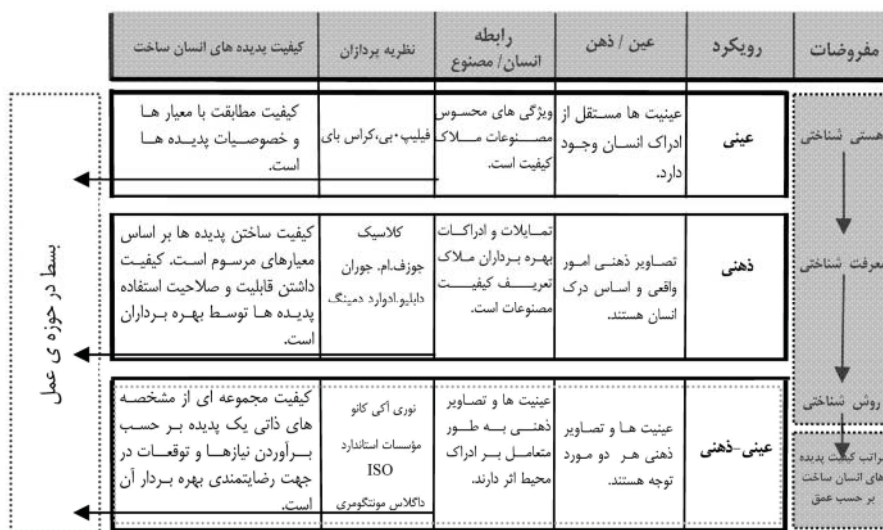 مفروضات
رویکرد
عین / ذهن
رابطه
انسان/ مصنوع
نظریه پردازان
کیفیت پدیده های انسان ساخت
هستی شناختی
معرفت شناختی
روش شناختی
مراتب کیفیت پدیده
های انسان ساخت
بر حسب عمق
عینی
عینیت ها مستقل از
ادراک انسان وجود
دارد.
ویژگی های محسوس
مصنوعات ملاک
کیفیت است.
فیلیپ.بی،کراس بای
کیفیت مطابقت با معیار ها
و خصوصیات پدیده ها
است.
ذهنی
تصاویر ذهنی امور
واقعی و اساس درک
انسان هستند.
تمایلات و ادراکات
بهره برداران ملاک
تعریف کیفیت
مصنوعات است.
کلاسیک
جوزف.ام. جوران
دابلیو.ادوارد دمینگ
کیفیت ساختن پدیده ها بر اساس
معیارهای مرسوم است. کیفیت
داشتن قابلیت و صلاحیت استفاده
پدیده ها توسط بهره برداران
است.
عینی-ذهنی
عینیت ها و تصاویر
ذهنی هر دو مورد
توجه هستند.
عینیت ها و تصاویر
ذهنی به طور
متعامل بر ادراک
محیط اثر دارند.
نوری آکی کانو
مؤسسات استاندارد
ISO
داگلاس مونتگومری
کیفیت مجموعه ای از مشخصه
های ذاتی یک پدیده بر حسب
برآوردن نیازها و توقعات در
جهت رضایتمندی بهره بردار آن
است.
بسط در حوزه ی عمل